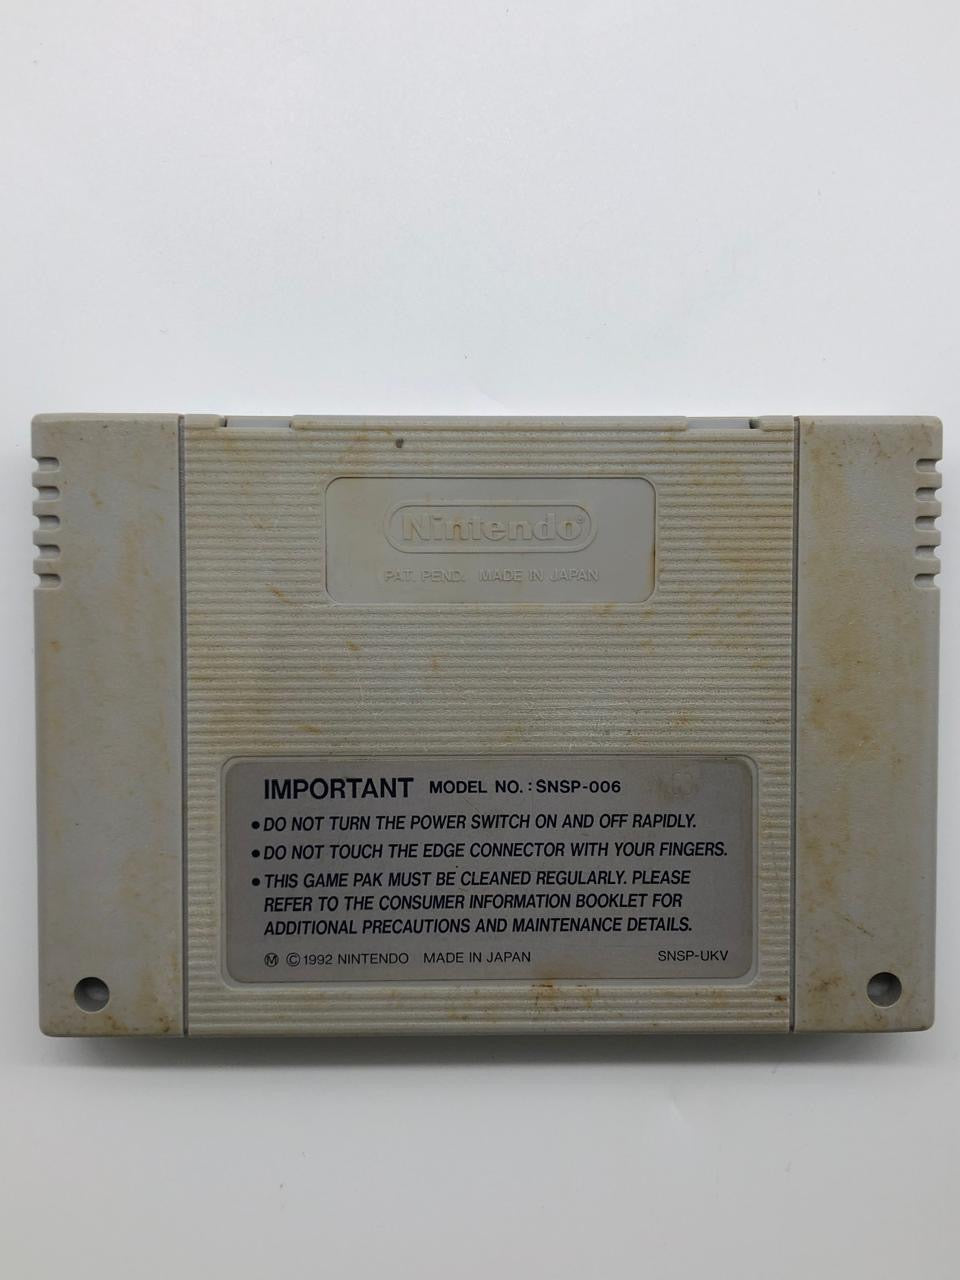 Nintendo®
PAT. PEND. MADE IN JAPAN
IMPORTANT MODEL NO.: SNSP-006
• DO NOT TURN THE POWER SWITCH ON AND OFF RAPIDLY.
• DO NOT TOUCH THE EDGE CONNECTOR WITH YOUR FINGERS.
• THIS GAME PAK MUST BE CLEANED REGULARLY. PLEASE
REFER TO THE CONSUMER INFORMATION BOOKLET FOR
ADDITIONAL PRECAUTIONS AND MAINTENANCE DETAILS.
Ⓜ ©1992 NINTENDO MADE IN JAPAN SNSP-UKV